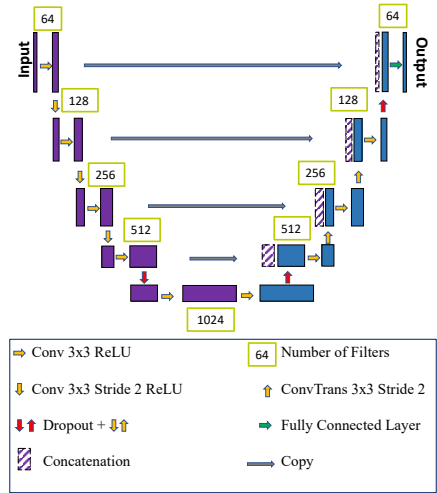 64
64
Input
Output
128
128
256
256
512
512
1024
Conv 3x3 ReLU
64 Number of Filters
Conv 3x3 Stride 2 ReLU
ConvTrans 3x3 Stride 2
Dropout +
Fully Connected Layer
Concatenation
Copy